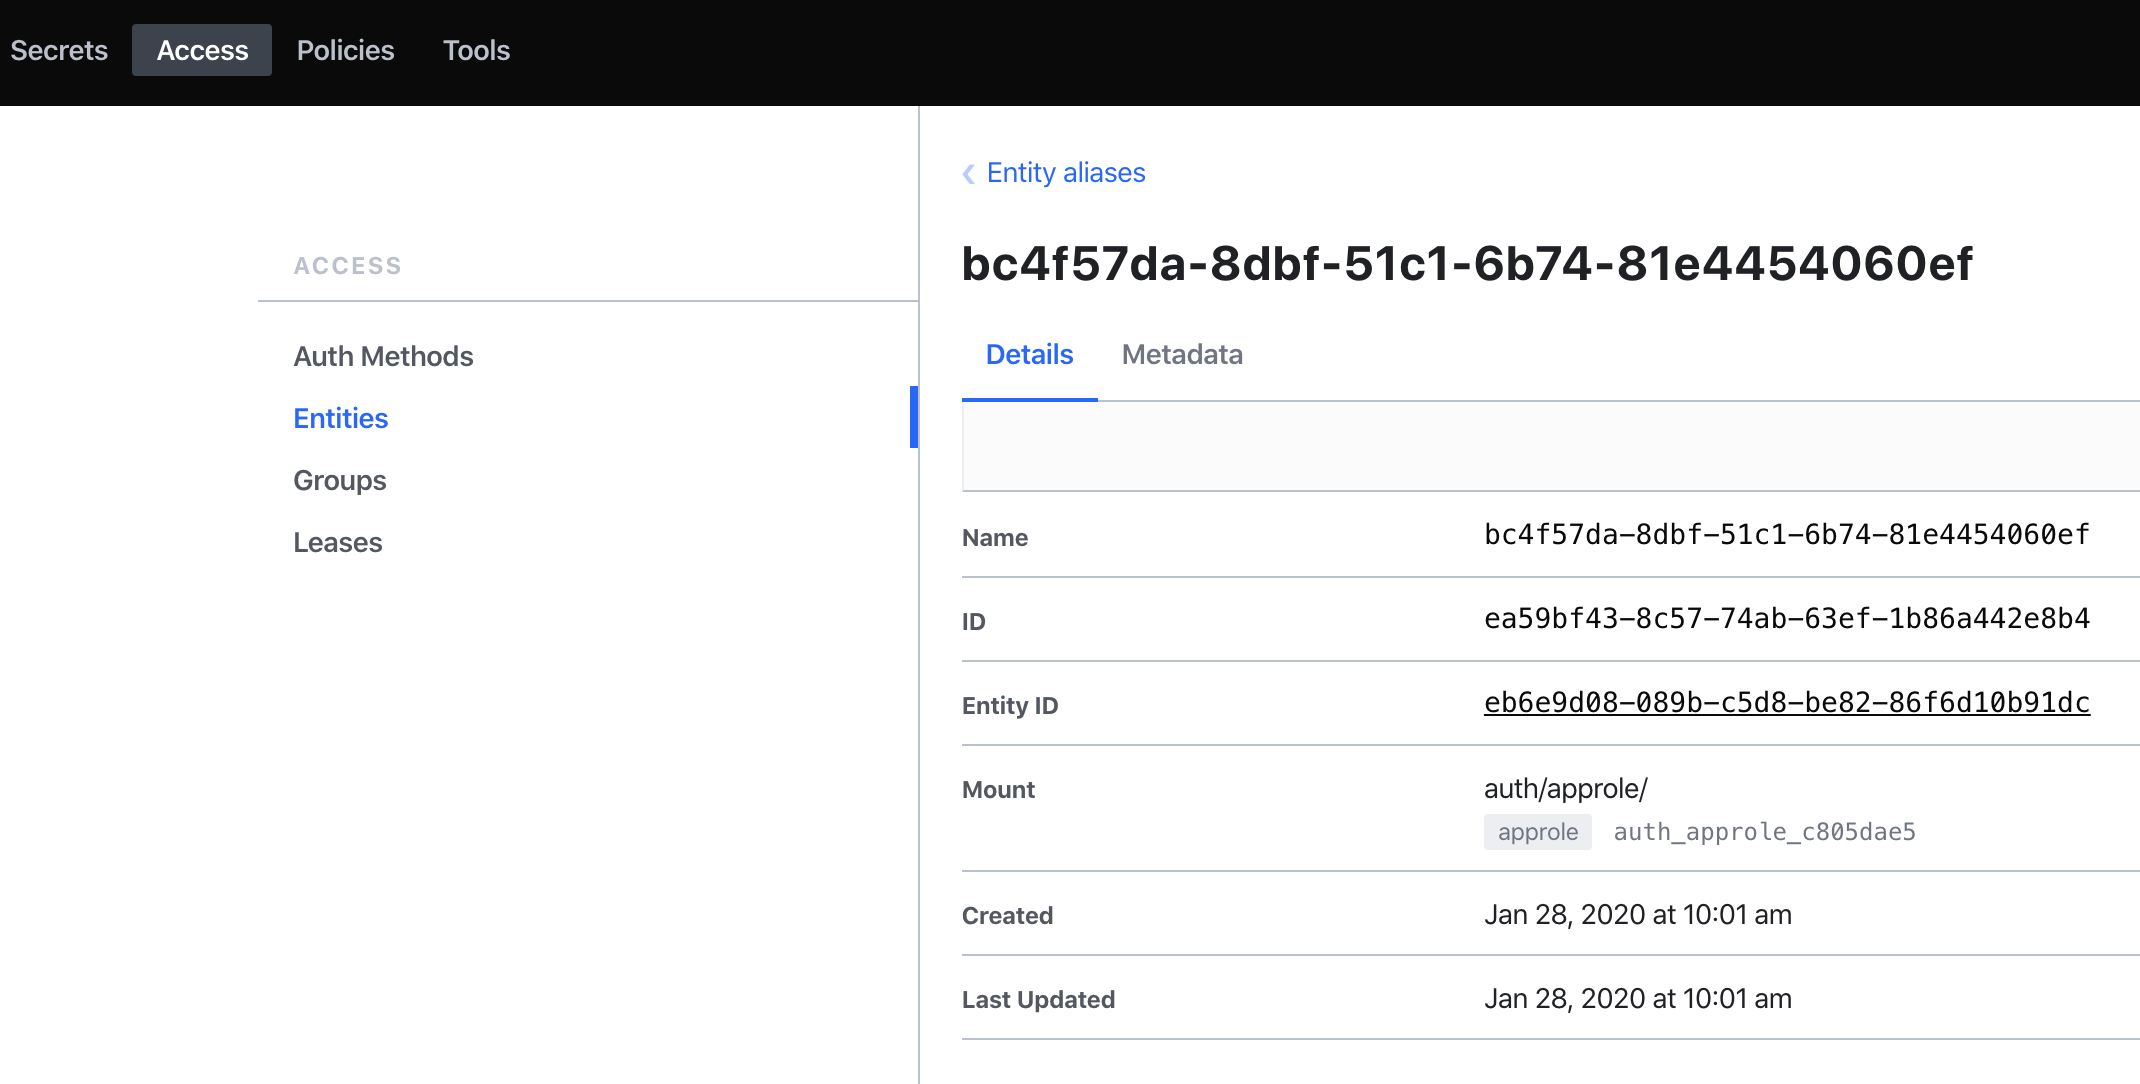 Secrets Access Policies Tools
ACCESS
Auth Methods
Entities
Groups
Leases
Entity aliases
bc4f57da-8dbf-51c1-6b74-81e4454060ef
Details Metadata
Name bc4f57da-8dbf-51c1-6b74-81e4454060ef
ID ea59bf43-8c57-74ab-63ef-1b86a442e8b4
Entity ID eb6e9d08-089b-c5d8-be82-86f6d10b91dc
Mount auth/approle/
approle auth_approle_c805dae5
Created Jan 28, 2020 at 10:01 am
Last Updated Jan 28, 2020 at 10:01 am